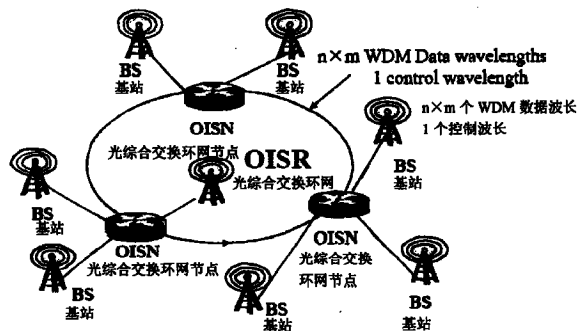 BS
基站
BS
基站
n×m WDM Data wavelengths
1 control wavelength
n×m 个 WDM 数据波长
1 个控制波长
OISN
光综合交换环网节点
OISR
光综合交换环网
BS
基站
BS
基站
OISN
光综合交换环网节点
OISN
光综合交换
环网节点
BS
基站
BS
基站
BS
基站